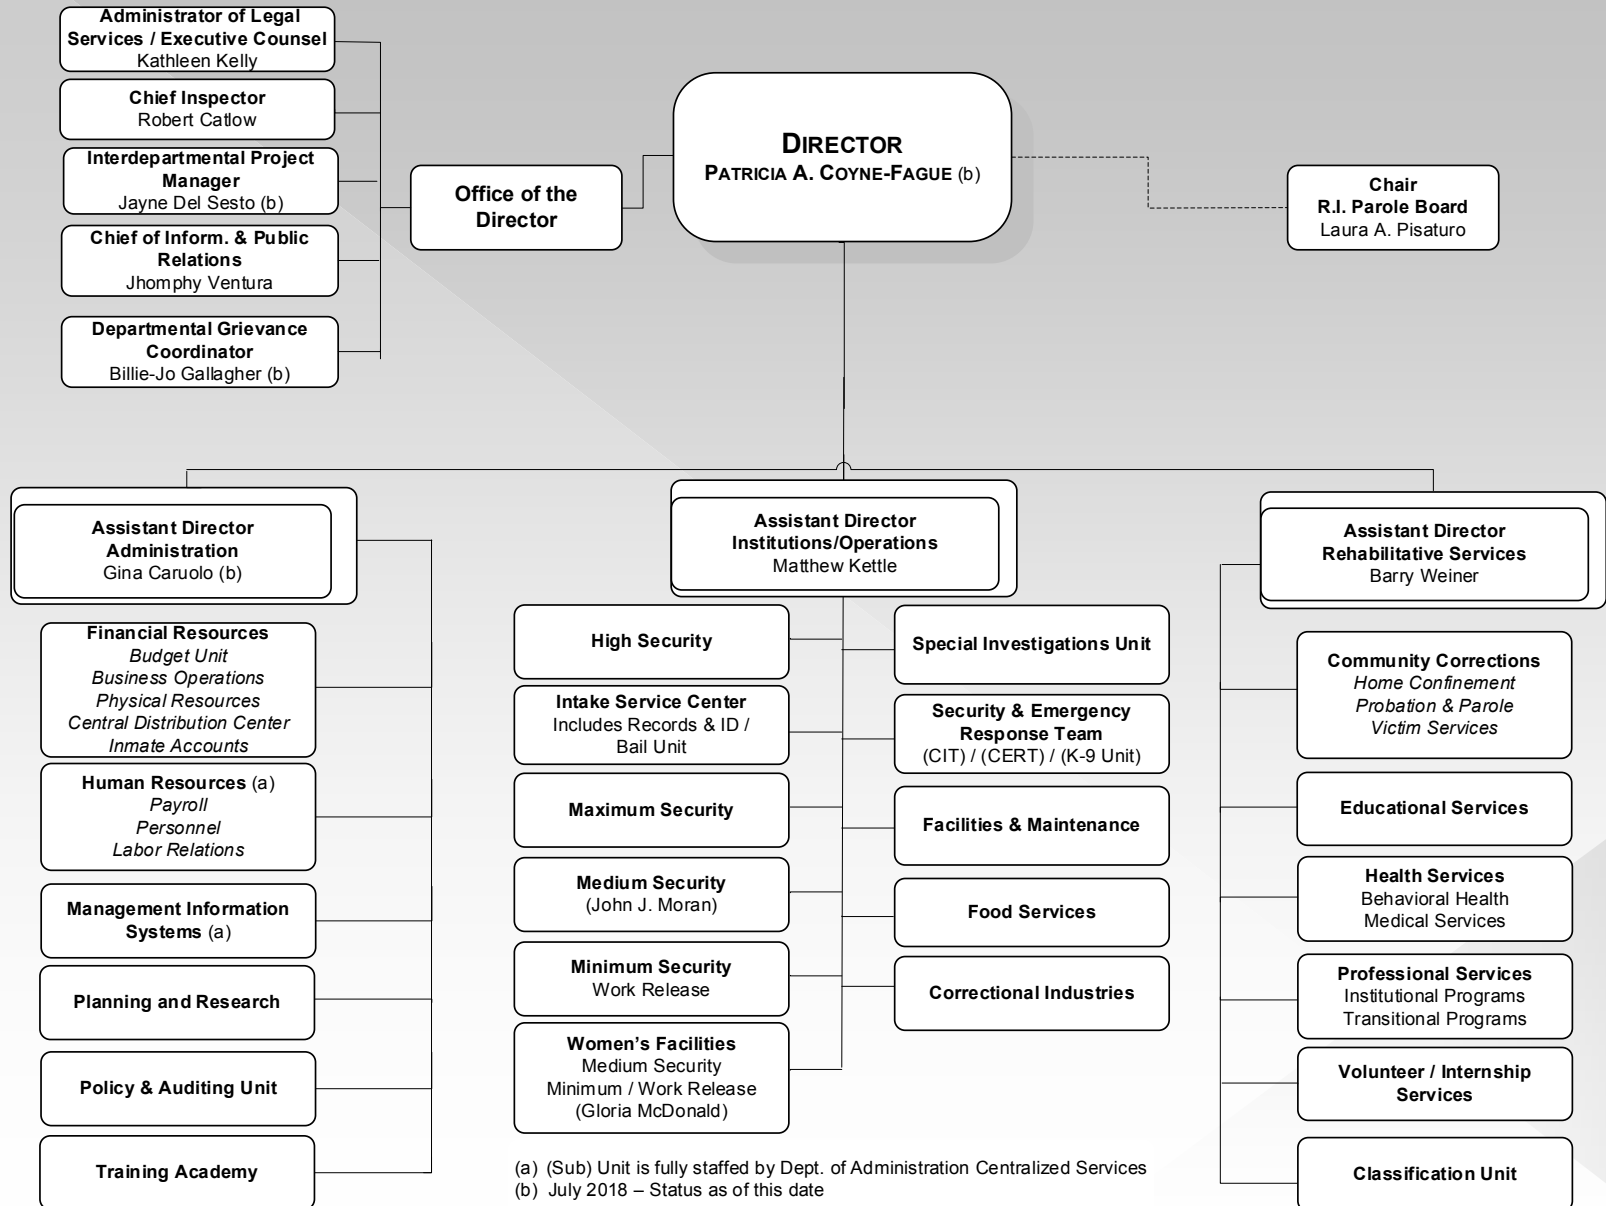 Administrator of Legal
Services / Executive Counsel
Kathleen Kelly
Chief Inspector
Robert Catlow
Interdepartmental Project
Manager
Jayne Del Sesto (b)
Chief of Inform. & Public
Relations
Jhomphy Ventura
Departmental Grievance
Coordinator
Billie-Jo Gallagher (b)
Office of the
Director
DIRECTOR
PATRICIA A. COYNE-FAGUE (b)
Chair
R.I. Parole Board
Laura A. Pisaturo
Assistant Director
Administration
Gina Caruolo (b)
Financial Resources
Budget Unit
Business Operations
Physical Resources
Central Distribution Center
Inmate Accounts
Human Resources (a)
Payroll
Personnel
Labor Relations
Management Information
Systems (a)
Planning and Research
Policy & Auditing Unit
Training Academy
Assistant Director
Institutions/Operations
Matthew Kettle
High Security
Intake Service Center
Includes Records & ID /
Bail Unit
Maximum Security
Medium Security
(John J. Moran)
Minimum Security
Work Release
Women's Facilities
Medium Security
Minimum / Work Release
(Gloria McDonald)
Special Investigations Unit
Security & Emergency
Response Team
(CIT) / (CERT) / (K-9 Unit)
Facilities & Maintenance
Food Services
Correctional Industries
Assistant Director
Rehabilitative Services
Barry Weiner
Community Corrections
Home Confinement
Probation & Parole
Victim Services
Educational Services
Health Services
Behavioral Health
Medical Services
Professional Services
Institutional Programs
Transitional Programs
Volunteer / Internship
Services
Classification Unit
(a) (Sub) Unit is fully staffed by Dept. of Administration Centralized Services
(b) July 2018 – Status as of this date